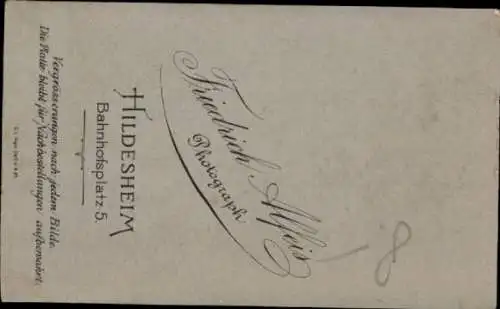 Friedrich Alfeis
Photograph
HILDESHEIM
Bahnhofsplatz 5.
Vergrösserungen nach jedem Bilde.
Die Platte bleibt für Nachbestellungen aufbewahrt.
8